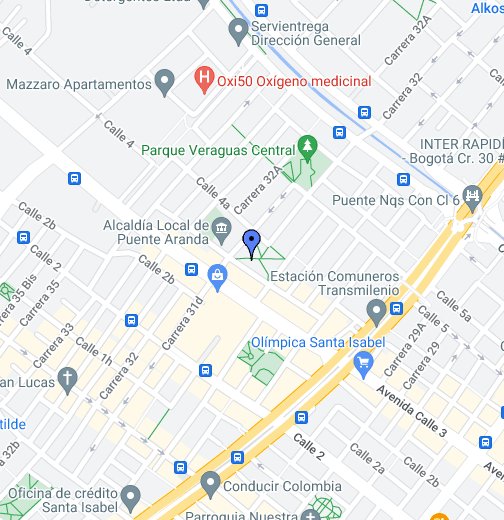 Servientrega
Dirección General
Alkos
Calle 4
Carrera 32A
Carrera 32
Mazzaro Apartamentos
Oxi50 Oxígeno medicinal
Calle 4
Parque Veraguas Central
INTER RAPIDÍ
- Bogotá Cr. 30 #
Carrera 32A
Puente Nqs Con Cl 6
Calle 4a
Calle 2b
Alcaldía Local de
Puente Aranda
Calle 2b
Estación Comuneros
Transmilenio
Carrera 35 Bis
Carrera 35
Carrera 31d
Calle 5a
Calle 5
Carrera 33
Olímpica Santa Isabel
Carrera 29A
Carrera 29
Calle 1h
Carrera 32
an Lucas
Avenida Calle 3
tilde
32b
Calle 2
Calle 2a
Calle 2b
Aven
Oficina de crédito
Santa Isabel
Conducir Colombia
Parroquia Nuestra